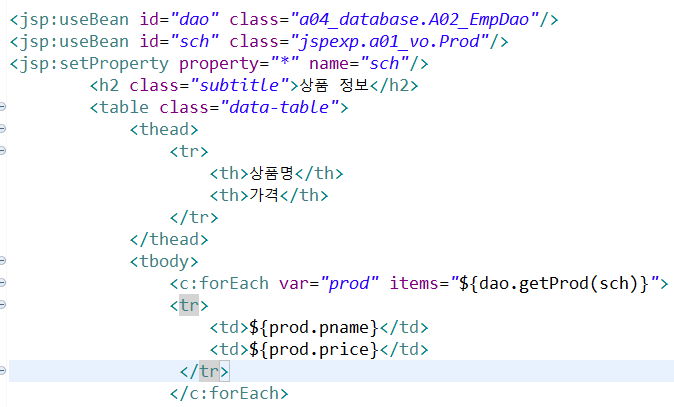 <jsp:useBean id="dao" class="a04_database.A02_EmpDao"/>
<jsp:useBean id="sch" class="jspexp.a01_vo.Prod"/>
<jsp:setProperty property="*" name="sch"/>
<h2 class="subtitle">상품 정보</h2>
<table class="data-table">
<thead>
<tr>
<th>상품명</th>
<th>가격</th>
</tr>
</thead>
<tbody>
<c:forEach var="prod" items="${dao.getProd(sch)}">
<tr>
<td>${prod.pname}</td>
<td>${prod.price}</td>
</tr>
</c:forEach>